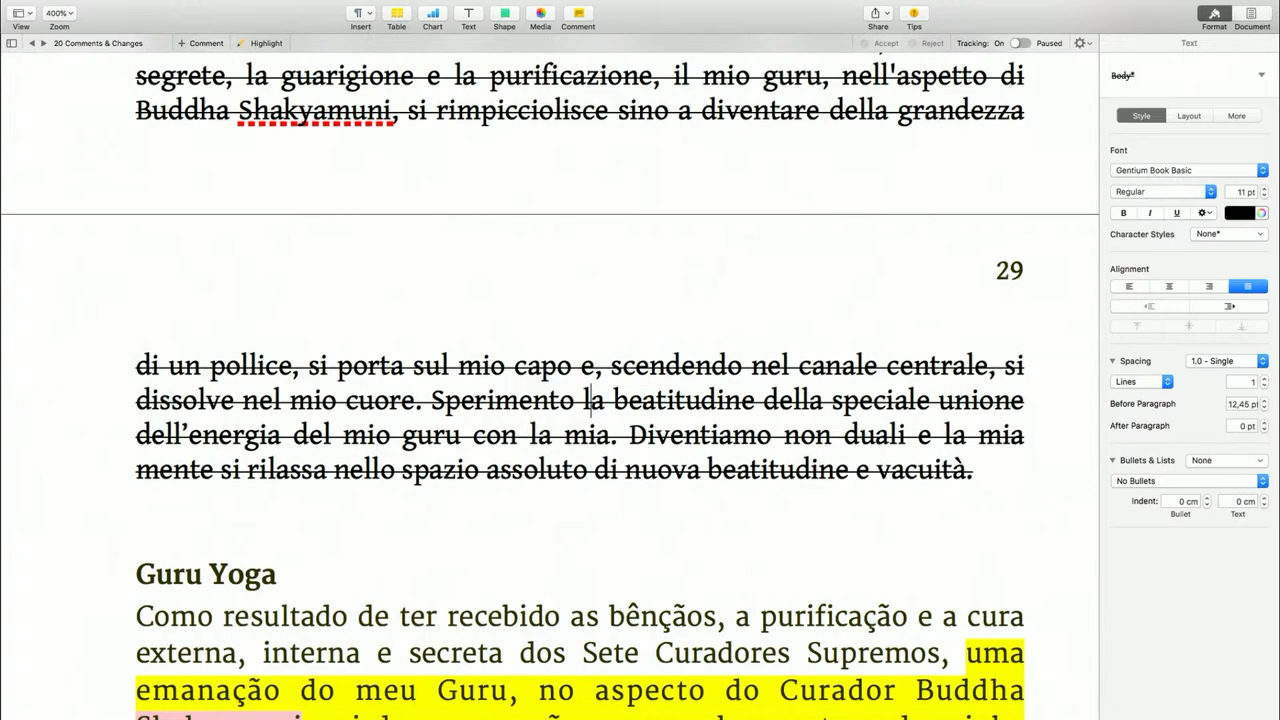 400%
View
Zoom
Insert
Table
Chart
Text
Shape
Media
Comment
Share
Tips
Format
Document
20 Comments & Changes
+ Comment
Highlight
Accept
Reject
Tracking: On
Paused
Text
segrete, la guarigione e la purificazione, il mio guru, nell'aspetto di
Buddha Shakyamuni, si rimpicciolisce sino a diventare della grandezza
29
di un pollice, si porta sul mio capo e, scendendo nel canale centrale, si
dissolve nel mio cuore. Sperimento la beatitudine della speciale unione
dell’energia del mio guru con la mia. Diventiamo non duali e la mia
mente si rilassa nello spazio assoluto di nuova beatitudine e vacuità.
Guru Yoga
Como resultado de ter recebido as bênçãos, a purificação e a cura
externa, interna e secreta dos Sete Curadores Supremos, uma
emanação do meu Guru, no aspecto do Curador Buddha
Body*
Style
Layout
More
Font
Gentium Book Basic
Regular
11 pt
B I U
Character Styles
None*
Alignment
Spacing
1.0 - Single
Lines
1
Before Paragraph
12,45 pt
After Paragraph
0 pt
Bullets & Lists
None
No Bullets
Indent:
0 cm
0 cm
Bullet
Text